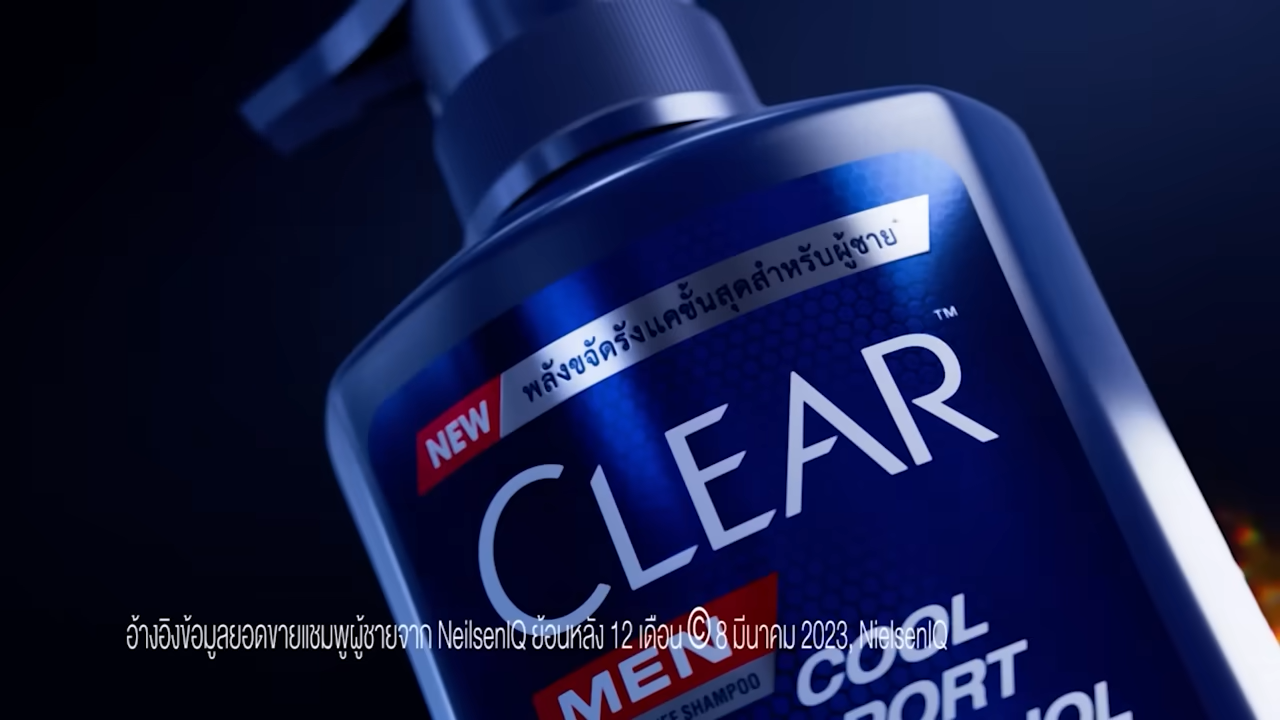 NEW พลังขจัดรังแคขั้นสุดสำหรับผู้ชาย
CLEAR™
MEN
SHAMPOO
COOL
อ้างอิงข้อมูลยอดขายแชมพูผู้ชายจาก NeilsenIQ ย้อนหลัง 12 เดือน © 8 มีนาคม 2023, NielsenIQ